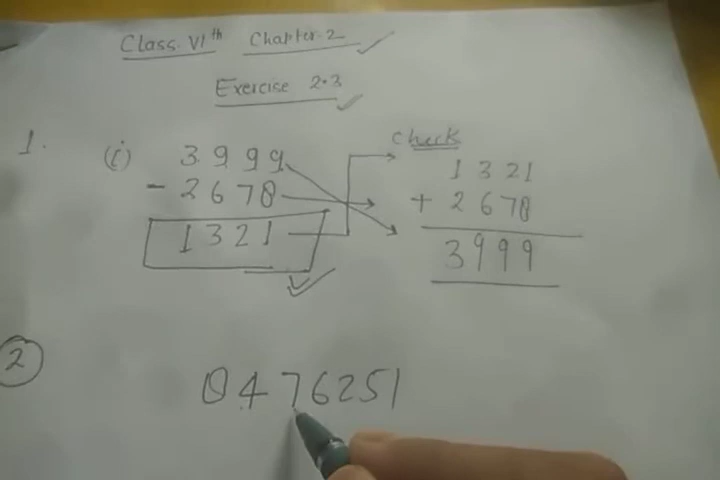 Class VIth Chapter-2
Exercise 2.3
1. (i) 3999
- 2678
1321
Check
1321
+ 2678
3999
2 0476251